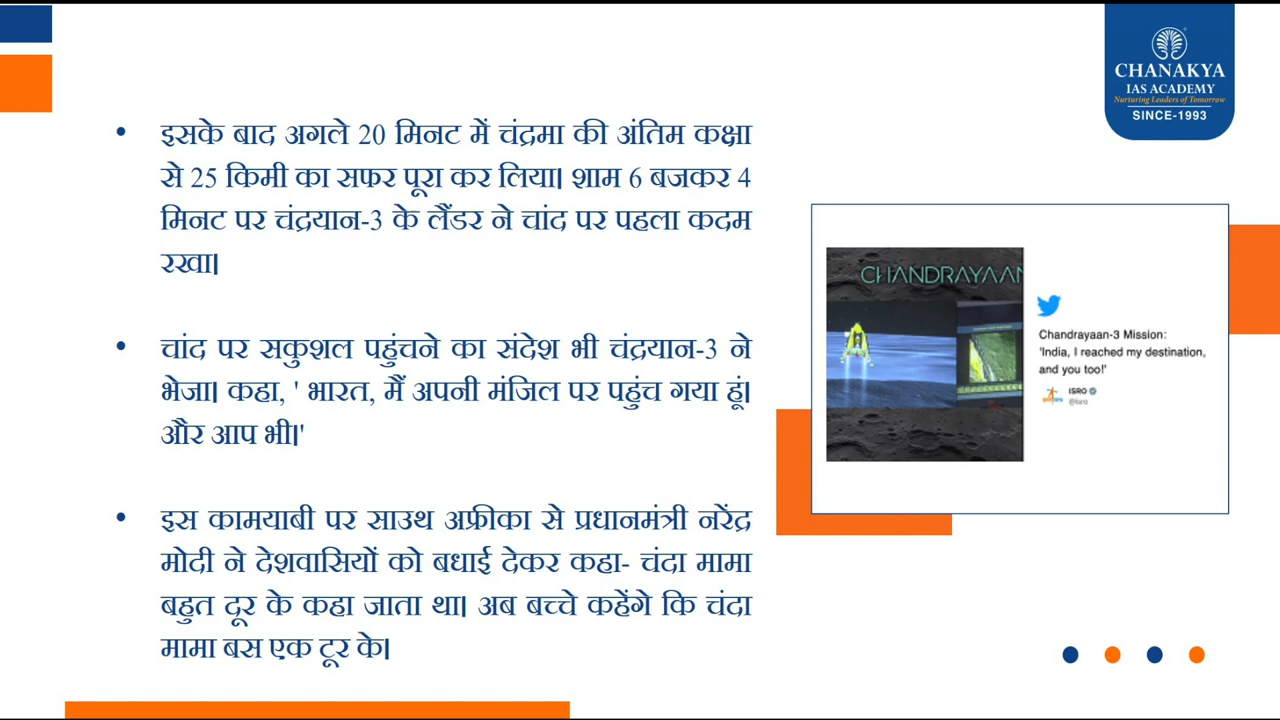 CHANAKYA
IAS ACADEMY
Nurturing Leaders of Tomorrow
SINCE-1993
• इसके बाद अगले 20 मिनट में चंद्रमा की अंतिम कक्षा
से 25 किमी का सफर पूरा कर लिया। शाम 6 बजकर 4
मिनट पर चंद्रयान-3 के लैंडर ने चांद पर पहला कदम
रखा।
• चांद पर सकुशल पहुंचने का संदेश भी चंद्रयान-3 ने
भेजा। कहा, ' भारत, मैं अपनी मंजिल पर पहुंच गया हूं।
और आप भी।'
• इस कामयाबी पर साउथ अफ्रीका से प्रधानमंत्री नरेंद्र
मोदी ने देशवासियों को बधाई देकर कहा- चंदा मामा
बहुत दूर के कहा जाता था। अब बच्चे कहेंगे कि चंदा
मामा बस एक टूर के।
CHANDRAYAAN
Chandrayaan-3 Mission:
'India, I reached my destination,
and you too!'
ISRO
@isro